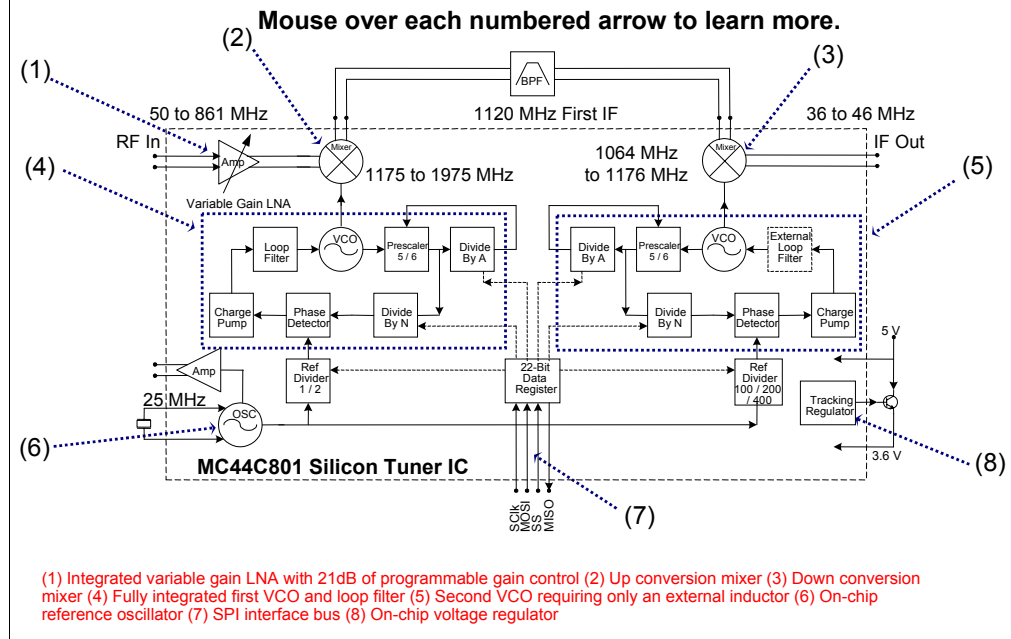 Mouse over each numbered arrow to learn more.
(2)
(3)
(1)
BPF
50 to 861 MHz
1120 MHz First IF
36 to 46 MHz
RF In
Mixer
Mixer
IF Out
Amp
(4)
1175 to 1975 MHz
1064 MHz
to 1176 MHz
(5)
Variable Gain LNA
Loop
Filter
VCO
Prescaler
5 / 6
Divide
By A
Divide
By A
Prescaler
5 / 6
VCO
External
Loop
Filter
Charge
Pump
Phase
Detector
Divide
By N
Divide
By N
Phase
Detector
Charge
Pump
5 V
Amp
Ref
Divider
1 / 2
22-Bit
Data
Register
Ref
Divider
100 / 200
/ 400
Tracking
Regulator
25 MHz
OSC
(6)
3.6 V
(8)
MC44C801 Silicon Tuner IC
SClk
MOSI
SS
MISO
(7)
(1) Integrated variable gain LNA with 21dB of programmable gain control (2) Up conversion mixer (3) Down conversion
mixer (4) Fully integrated first VCO and loop filter (5) Second VCO requiring only an external inductor (6) On-chip
reference oscillator (7) SPI interface bus (8) On-chip voltage regulator